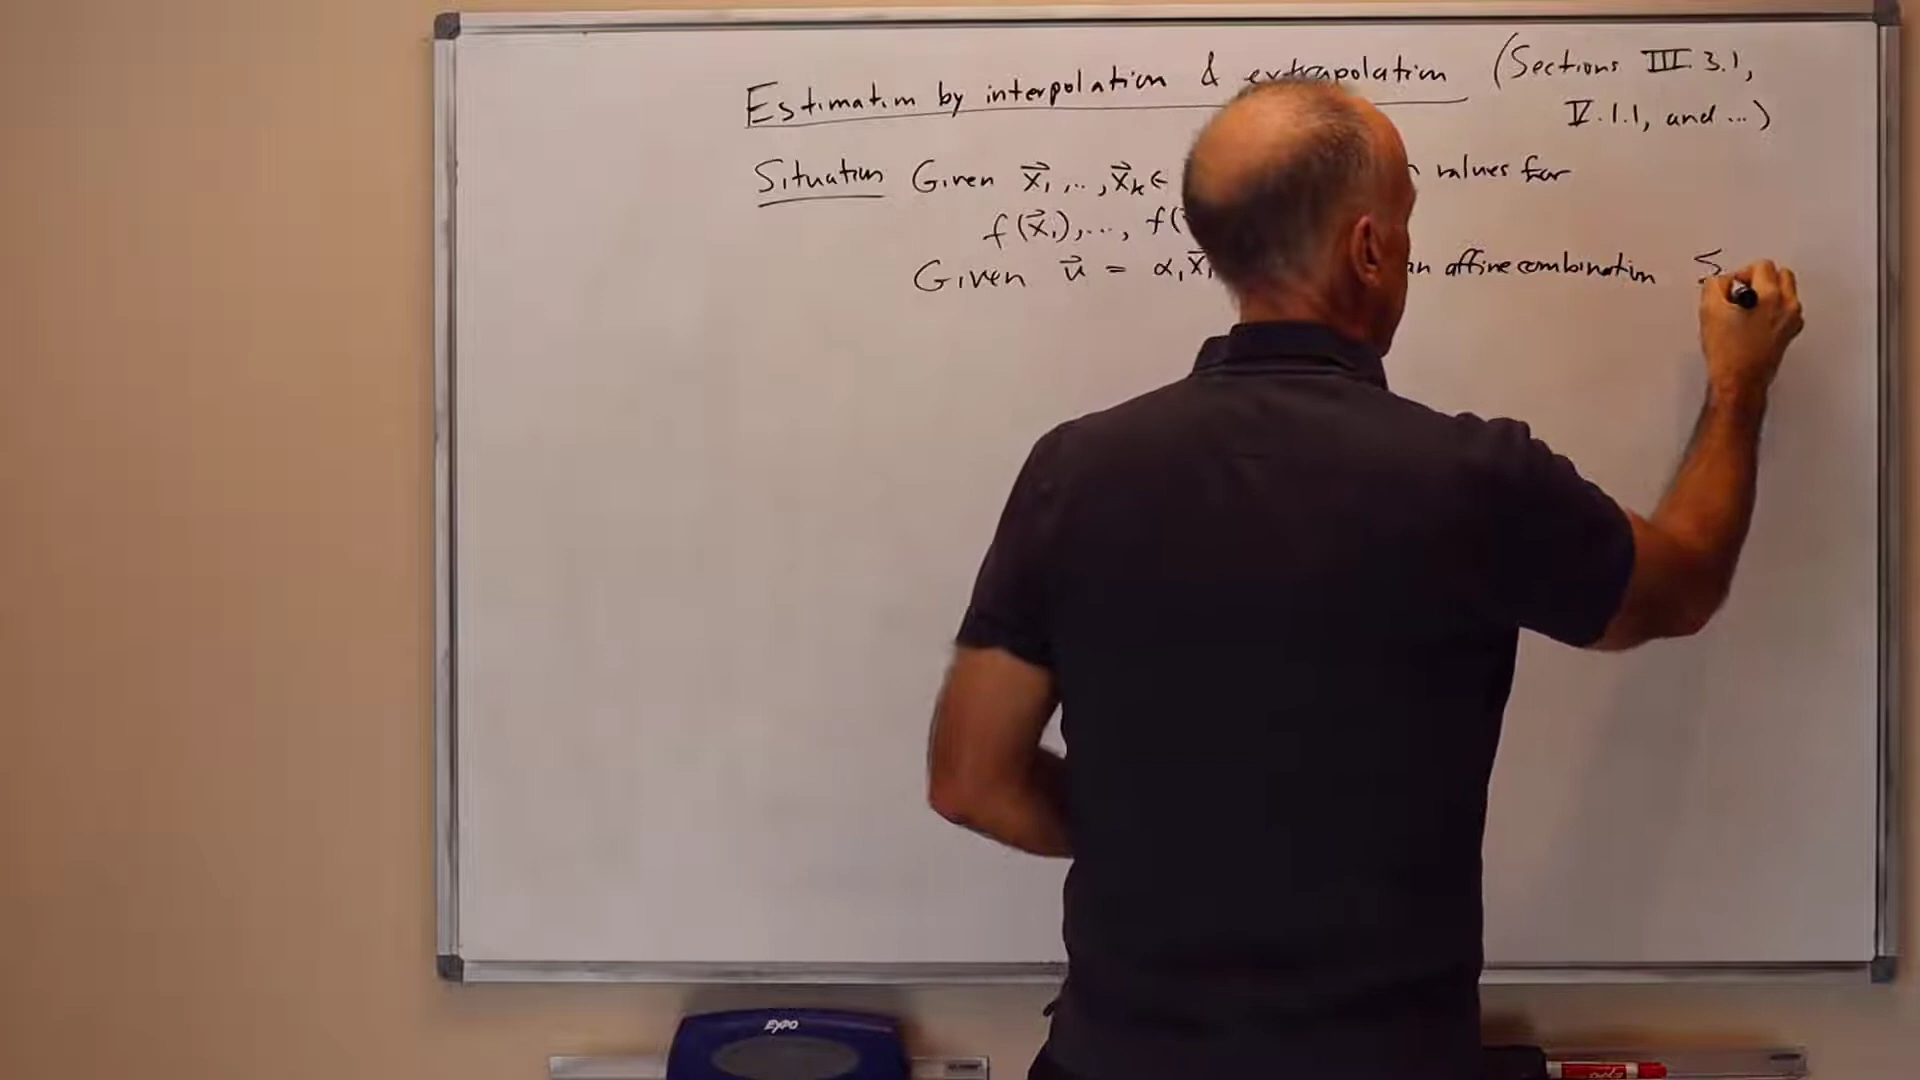 Estimation by interpolation & extrapolation (Sections III.3.1,
V.1.1, and ...)
Situation Given x⃗₁,..,x⃗ₖ∈ values for
f(x⃗₁),..., f(
Given u⃗ = α₁x⃗₁ an affine combination
EXPO